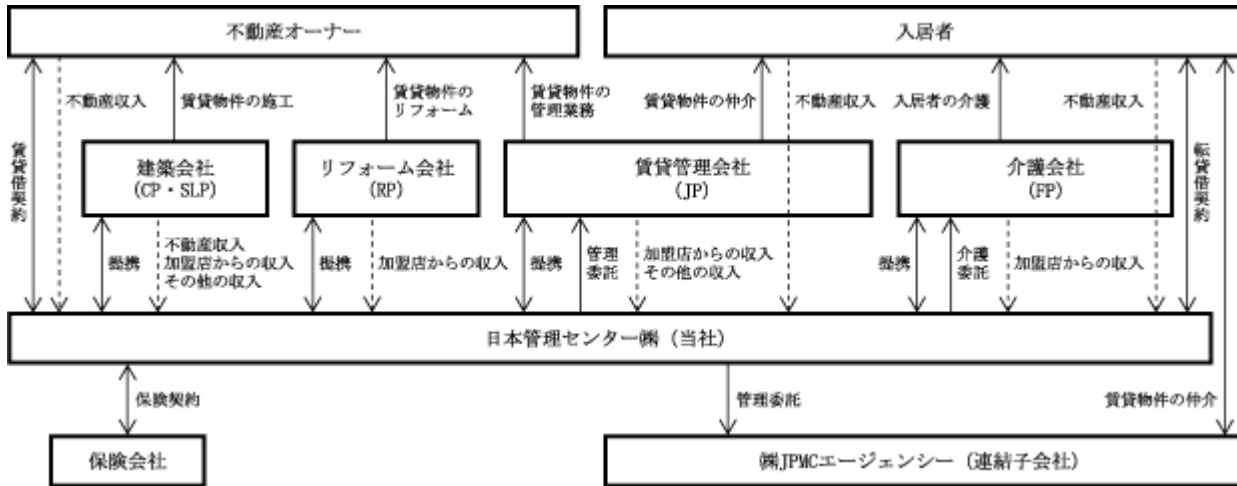 不動産オーナー
入居者
不動産収入
賃貸物件の施工
賃貸物件の
リフォーム
賃貸物件の
管理業務
賃貸物件の仲介
不動産収入
入居者の介護
不動産収入
賃貸借契約
建築会社
(CP・SLP)
リフォーム会社
(RP)
賃貸管理会社
(JP)
介護会社
(FP)
転貸借契約
提携
不動産収入
加盟店からの収入
その他の収入
提携
加盟店からの収入
提携
管理
委託
加盟店からの収入
その他の収入
提携
介護
委託
加盟店からの収入
日本管理センター㈱（当社）
保険契約
管理委託
賃貸物件の仲介
保険会社
㈱JPMCエージェンシー（連結子会社）